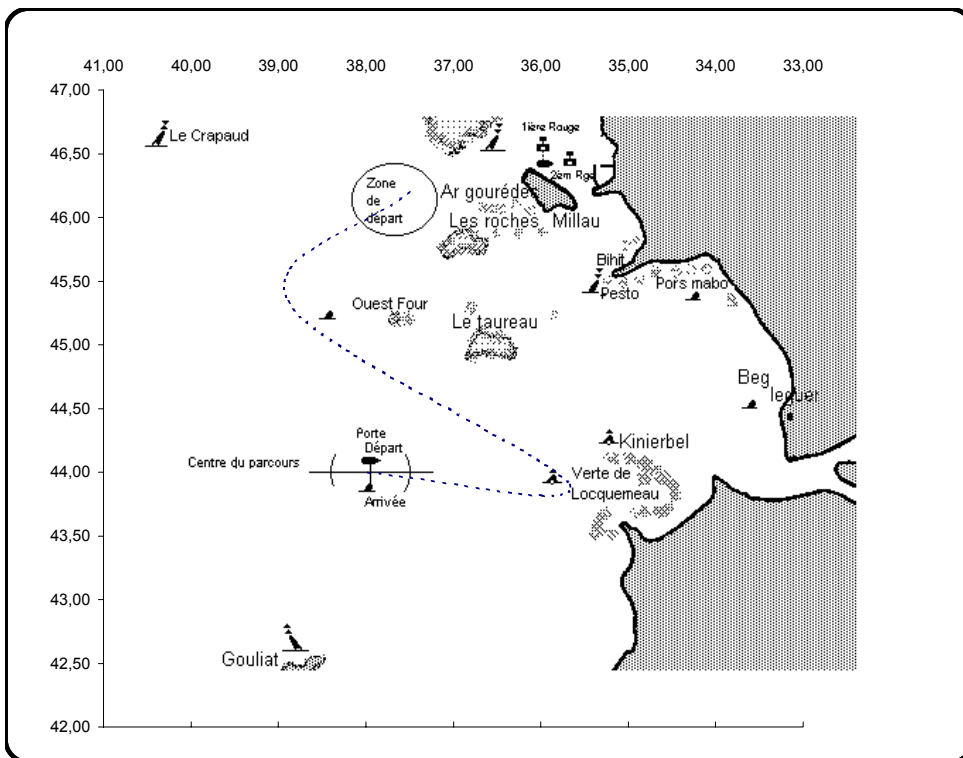 41,00 40,00 39,00 38,00 37,00 36,00 35,00 34,00 33,00
47,00
Le Crapaud
1ière Rouge
46,50
2èm Rge
Zone
de
départ
Ar gouréder
46,00
Les roches Millau
45,50
Bihit
Pesto
Pors mabo
Ouest Four
Le taureau
45,00
Beg
leguer
44,50
Kinierbel
Porte
Départ
Centre du parcours
44,00
Verte de
Locquemeau
Arrivée
43,50
43,00
Gouliat
42,50
42,00